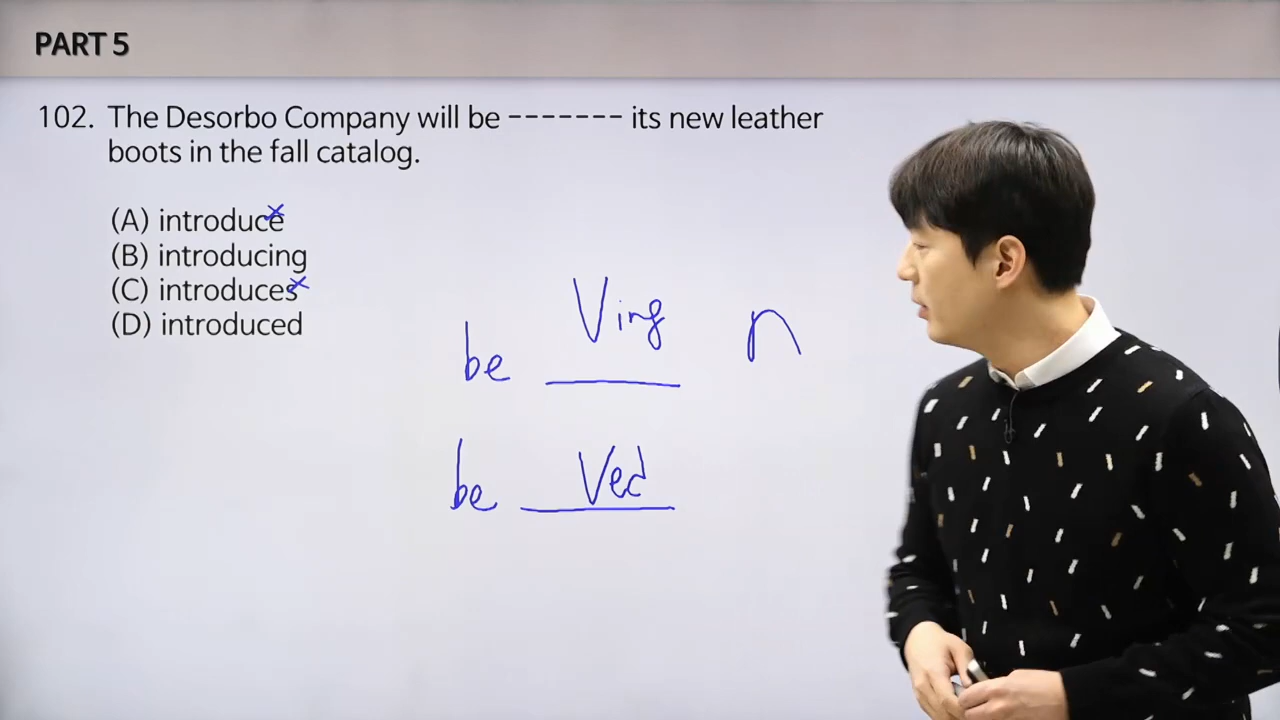 PART 5
102. The Desorbo Company will be ------- its new leather
boots in the fall catalog.
(A) introduce
(B) introducing
(C) introduces
(D) introduced
be Ving n
be Ved